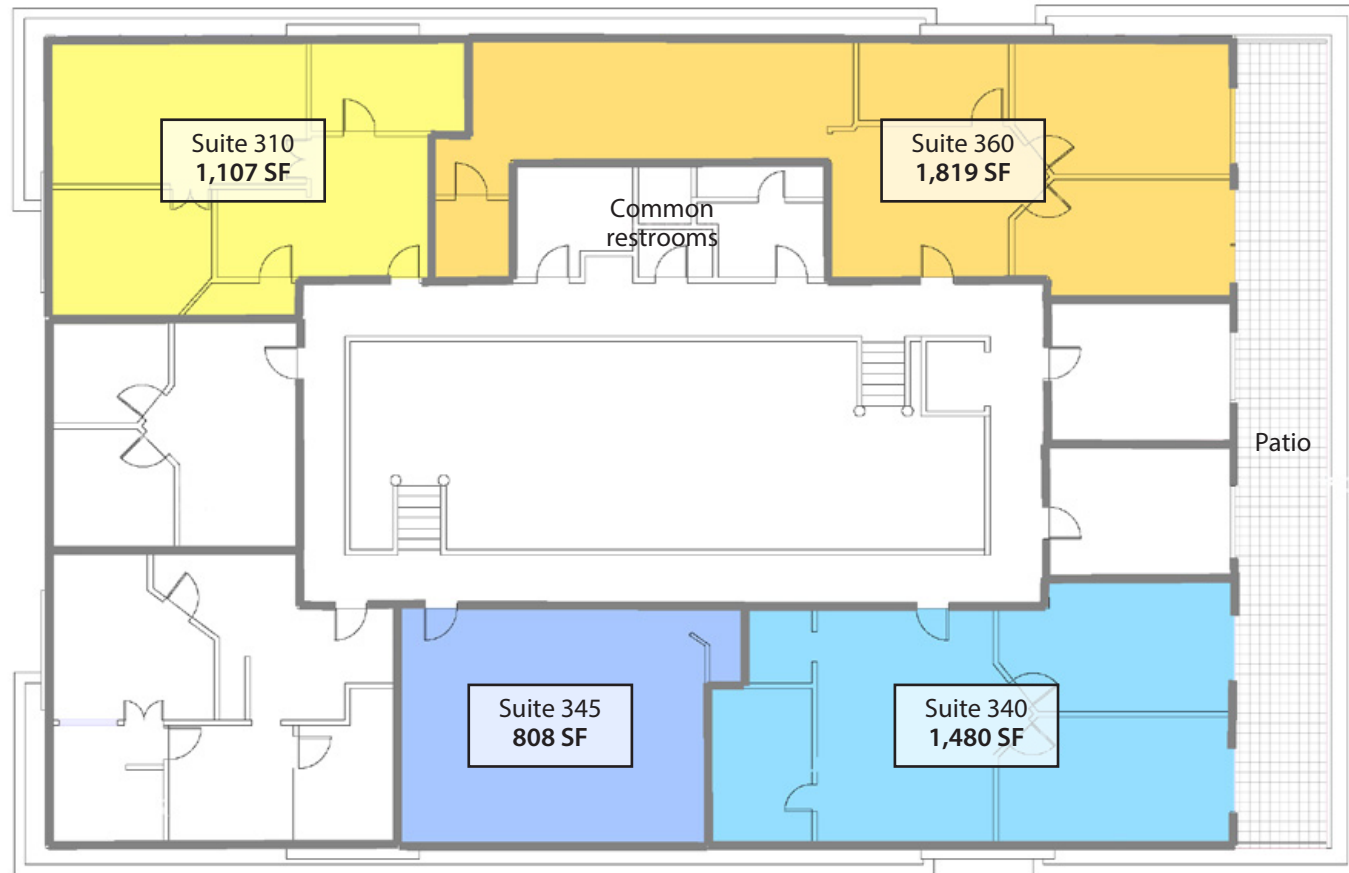 Suite 310
1,107 SF
Suite 360
1,819 SF
Common
restrooms
Patio
Suite 345
808 SF
Suite 340
1,480 SF